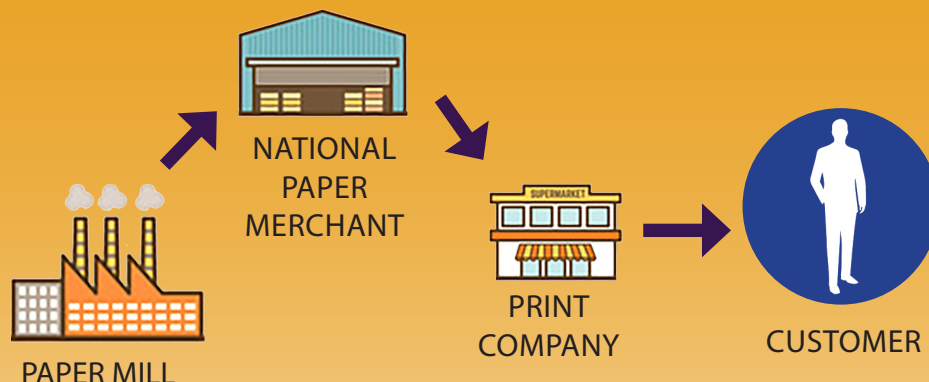 PAPER MILL
NATIONAL
PAPER
MERCHANT
SUPERMARKET
PRINT
COMPANY
CUSTOMER